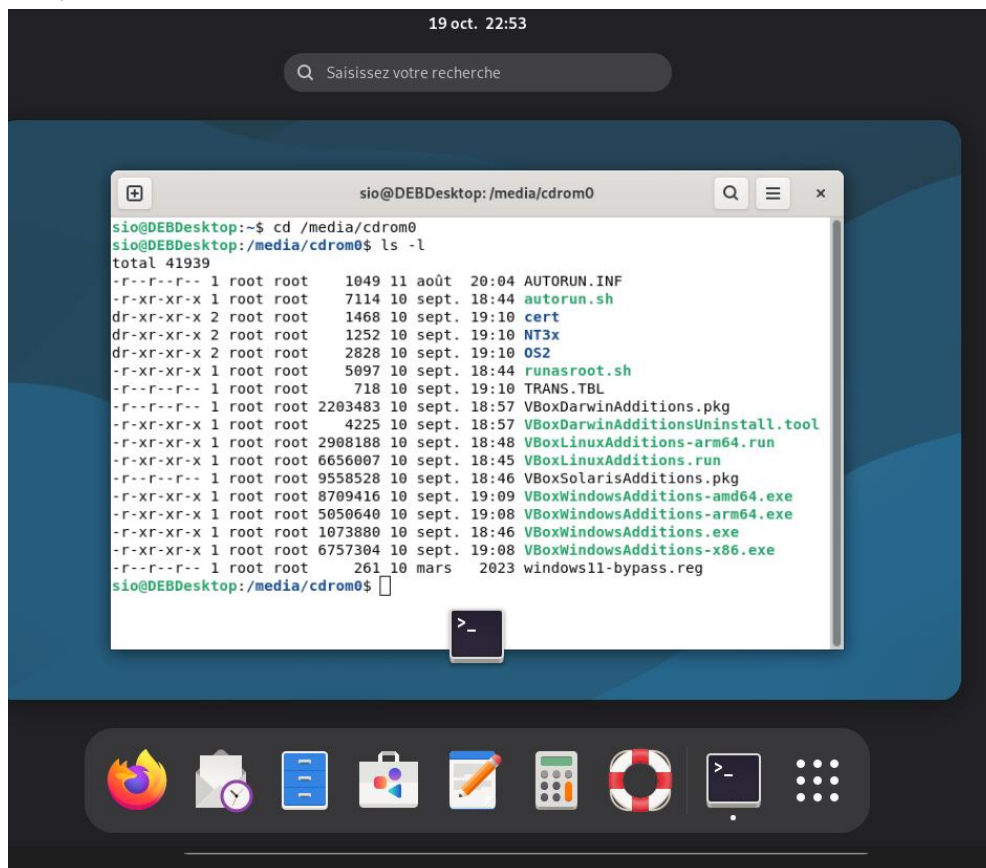 19 oct. 22:53
Saisissez votre recherche
sio@DEBDesktop: /media/cdrom0
sio@DEBDesktop:~$ cd /media/cdrom0
sio@DEBDesktop:/media/cdrom0$ ls -l
total 41939
-r--r--r-- 1 root root    1049 11 août  20:04 AUTORUN.INF
-r-xr-xr-x 1 root root    7114 10 sept. 18:44 autorun.sh
dr-xr-xr-x 2 root root    1468 10 sept. 19:10 cert
dr-xr-xr-x 2 root root    1252 10 sept. 19:10 NT3x
dr-xr-xr-x 2 root root    2828 10 sept. 19:10 OS2
-r-xr-xr-x 1 root root    5097 10 sept. 18:44 runasroot.sh
-r--r--r-- 1 root root     718 10 sept. 19:10 TRANS.TBL
-r--r--r-- 1 root root 2203483 10 sept. 18:57 VBoxDarwinAdditions.pkg
-r-xr-xr-x 1 root root    4225 10 sept. 18:57 VBoxDarwinAdditionsUninstall.tool
-r-xr-xr-x 1 root root 2908188 10 sept. 18:48 VBoxLinuxAdditions-arm64.run
-r-xr-xr-x 1 root root 6656007 10 sept. 18:45 VBoxLinuxAdditions.run
-r--r--r-- 1 root root 9558528 10 sept. 18:46 VBoxSolarisAdditions.pkg
-r-xr-xr-x 1 root root 8709416 10 sept. 19:09 VBoxWindowsAdditions-amd64.exe
-r-xr-xr-x 1 root root 5050640 10 sept. 19:08 VBoxWindowsAdditions-arm64.exe
-r-xr-xr-x 1 root root 1073880 10 sept. 18:46 VBoxWindowsAdditions.exe
-r-xr-xr-x 1 root root 6757304 10 sept. 19:08 VBoxWindowsAdditions-x86.exe
-r--r--r-- 1 root root     261 10 mars   2023 windows11-bypass.reg
sio@DEBDesktop:/media/cdrom0$